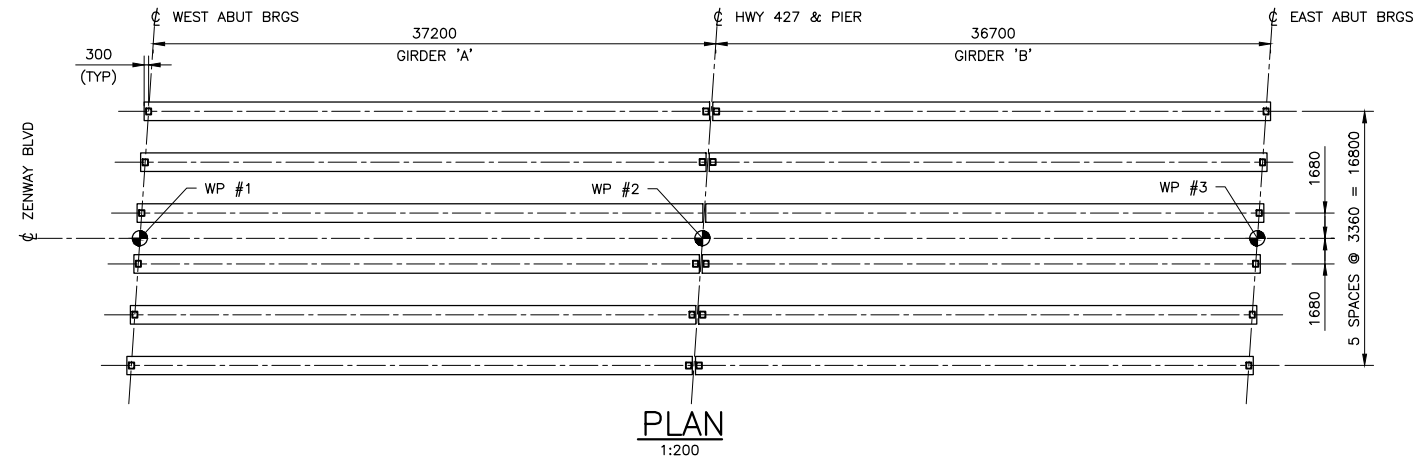 ℄ WEST ABUT BRGS
℄ HWY 427 & PIER
℄ EAST ABUT BRGS
37200
GIRDER 'A'
36700
GIRDER 'B'
300
(TYP)
℄ ZENWAY BLVD
WP #1
WP #2
WP #3
1680
1680
5 SPACES @ 3360 = 16800
PLAN
1:200